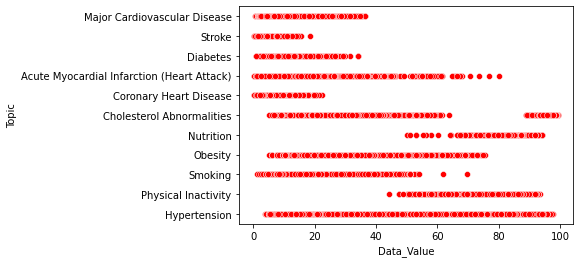 Major Cardiovascular Disease
Stroke
Diabetes
Acute Myocardial Infarction (Heart Attack)
Coronary Heart Disease
Cholesterol Abnormalities
Nutrition
Obesity
Smoking
Physical Inactivity
Hypertension
Topic
0 20 40 60 80 100
Data_Value